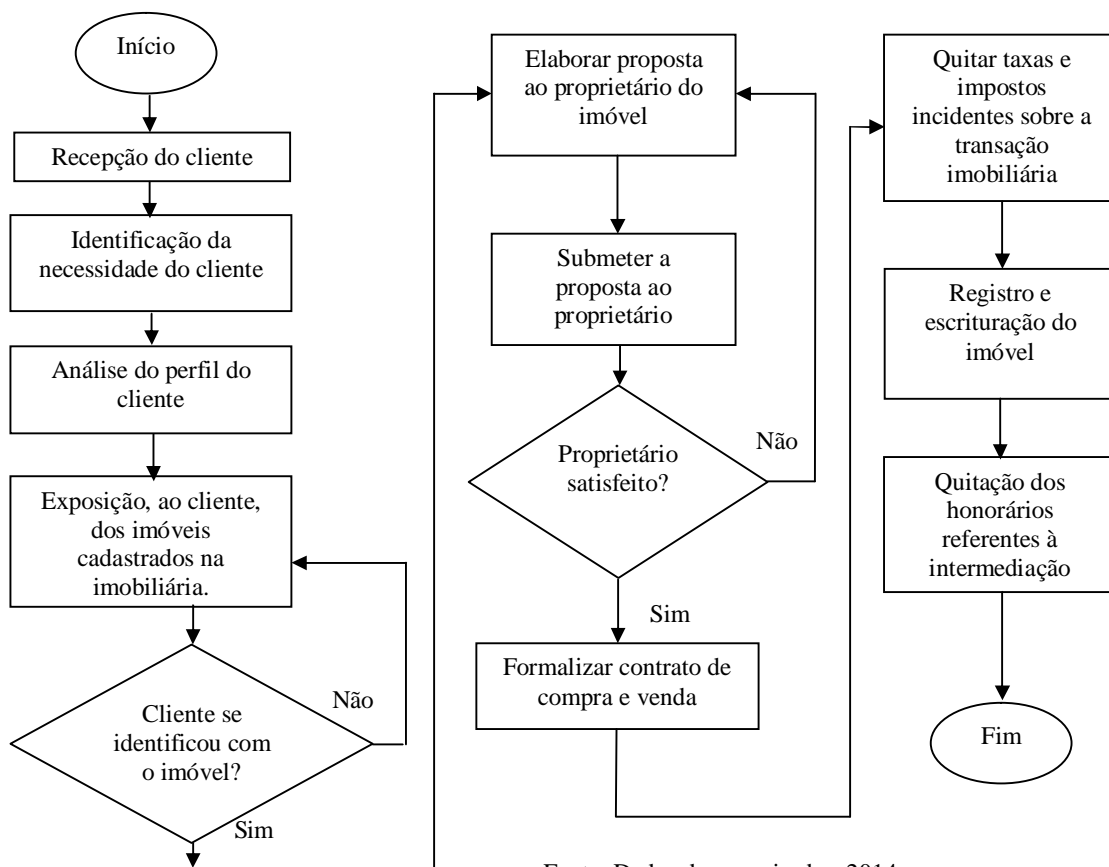 Início
Recepção do cliente
Identificação da
necessidade do cliente
Análise do perfil do
cliente
Exposição, ao cliente,
dos imóveis
cadastrados na
imobiliária.
Não
Cliente se
identificou com
o imóvel?
Sim
Elaborar proposta
ao proprietário do
imóvel
Submeter a
proposta ao
proprietário
Não
Proprietário
satisfeito?
Sim
Formalizar contrato de
compra e venda
Quitar taxas e
impostos
incidentes sobre a
transação
imobiliária
Registro e
escrituração do
imóvel
Quitação dos
honorários
referentes à
intermediação
Fim
2014